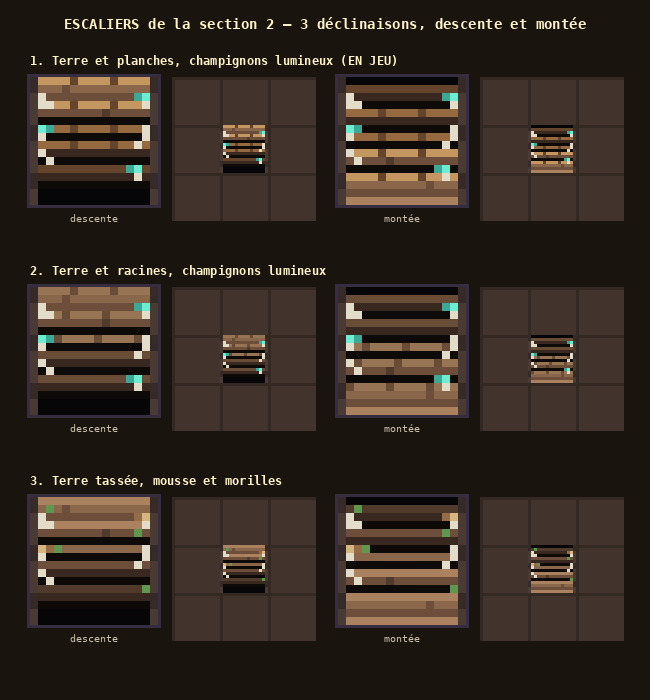 ESCALIERS de la section 2 — 3 déclinaisons, descente et montée
1. Terre et planches, champignons lumineux (EN JEU)
descente
montée
2. Terre et racines, champignons lumineux
descente
montée
3. Terre tassée, mousse et morilles
descente
montée